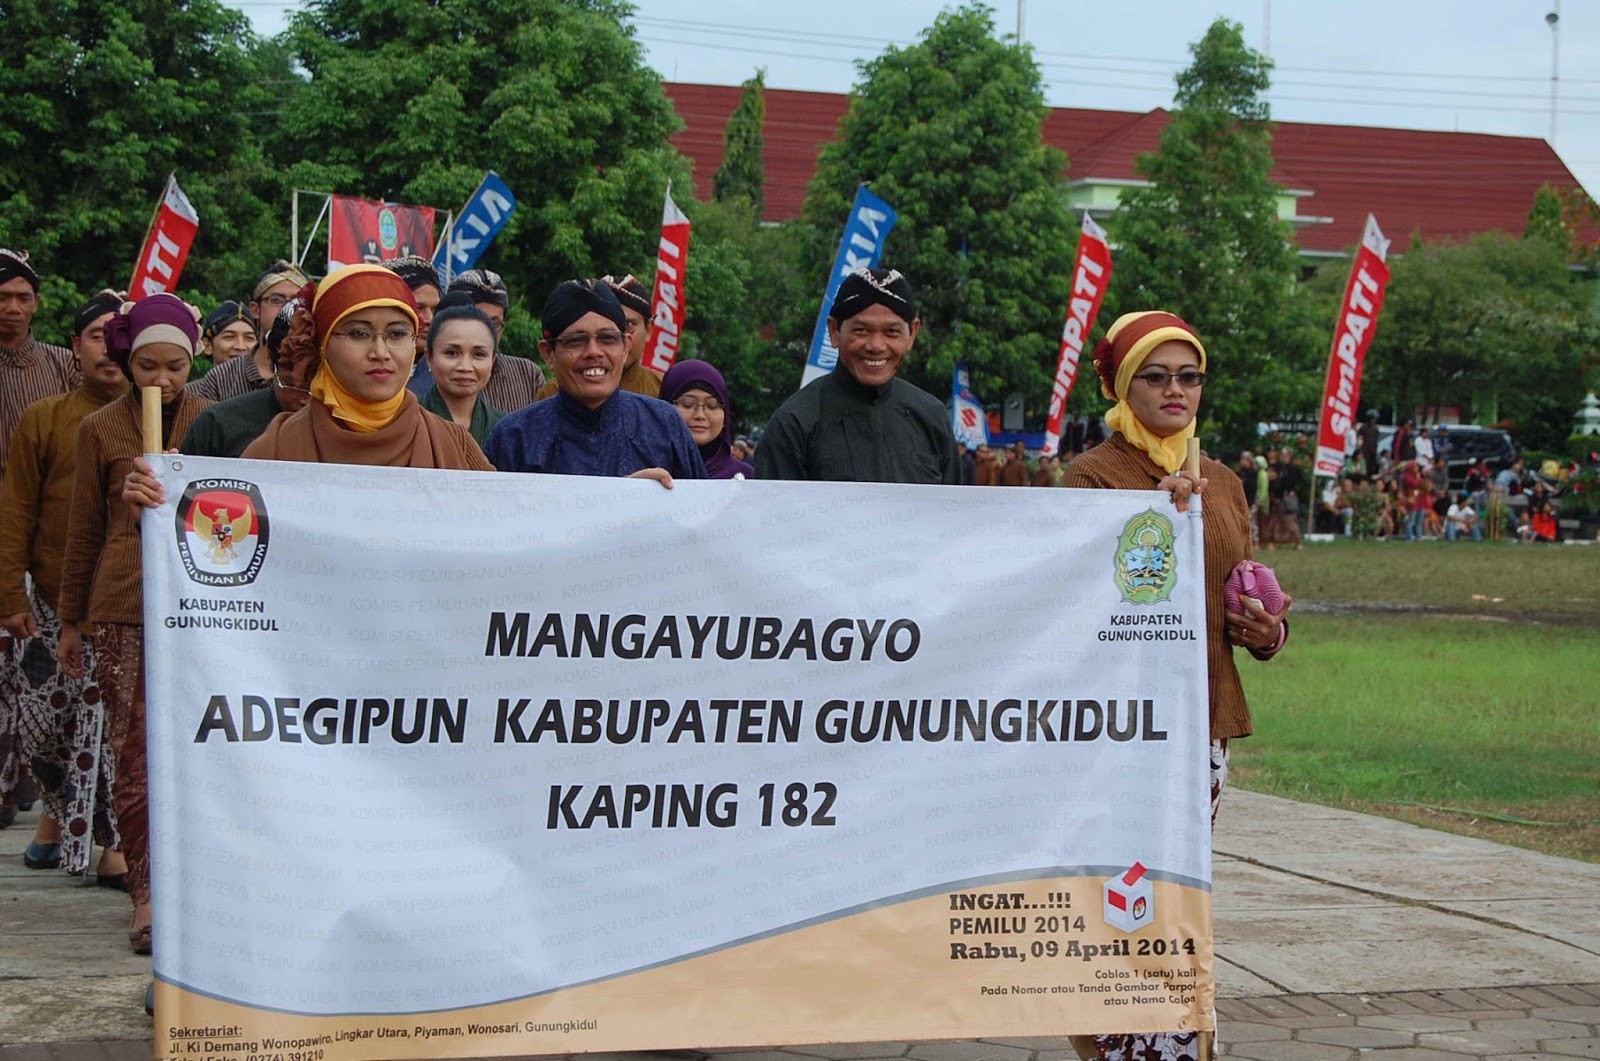 SimPATI
KIA
SimPATI
KIA
SimPATI
SimPATI
KOMISI
PEMILIHAN UMUM
KABUPATEN
GUNUNGKIDUL
KABUPATEN
GUNUNGKIDUL
MANGAYUBAGYO
ADEGIPUN KABUPATEN GUNUNGKIDUL
KAPING 182
INGAT...!!!
PEMILU 2014
Rabu, 09 April 2014
Coblos 1 (satu) kali
Pada Nomor atau Tanda Gambar Parpol
atau Nama Calon
Sekretariat:
Jl. Ki Demang Wonopawiro, Lingkar Utara, Piyaman, Wonosari, Gunungkidul
(0274) 391210